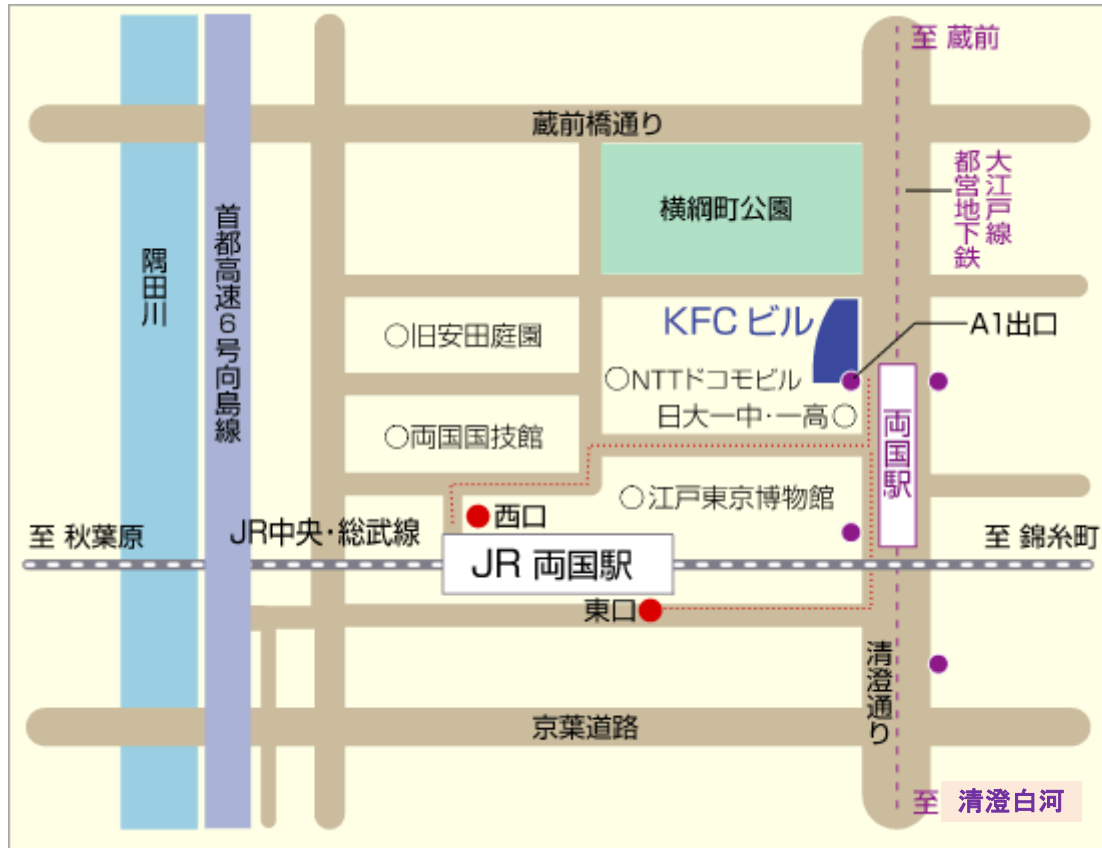 至 蔵前
蔵前橋通り
大江戸線
都営地下鉄
横綱町公園
首都高速6号向島線
隅田川
KFC ビル
A1出口
○旧安田庭園
○NTTドコモビル
日大一中・一高○
両国駅
○両国国技館
○江戸東京博物館
西口
至 秋葉原
JR中央・総武線
至 錦糸町
JR 両国駅
東口
清澄通り
京葉道路
至 清澄白河